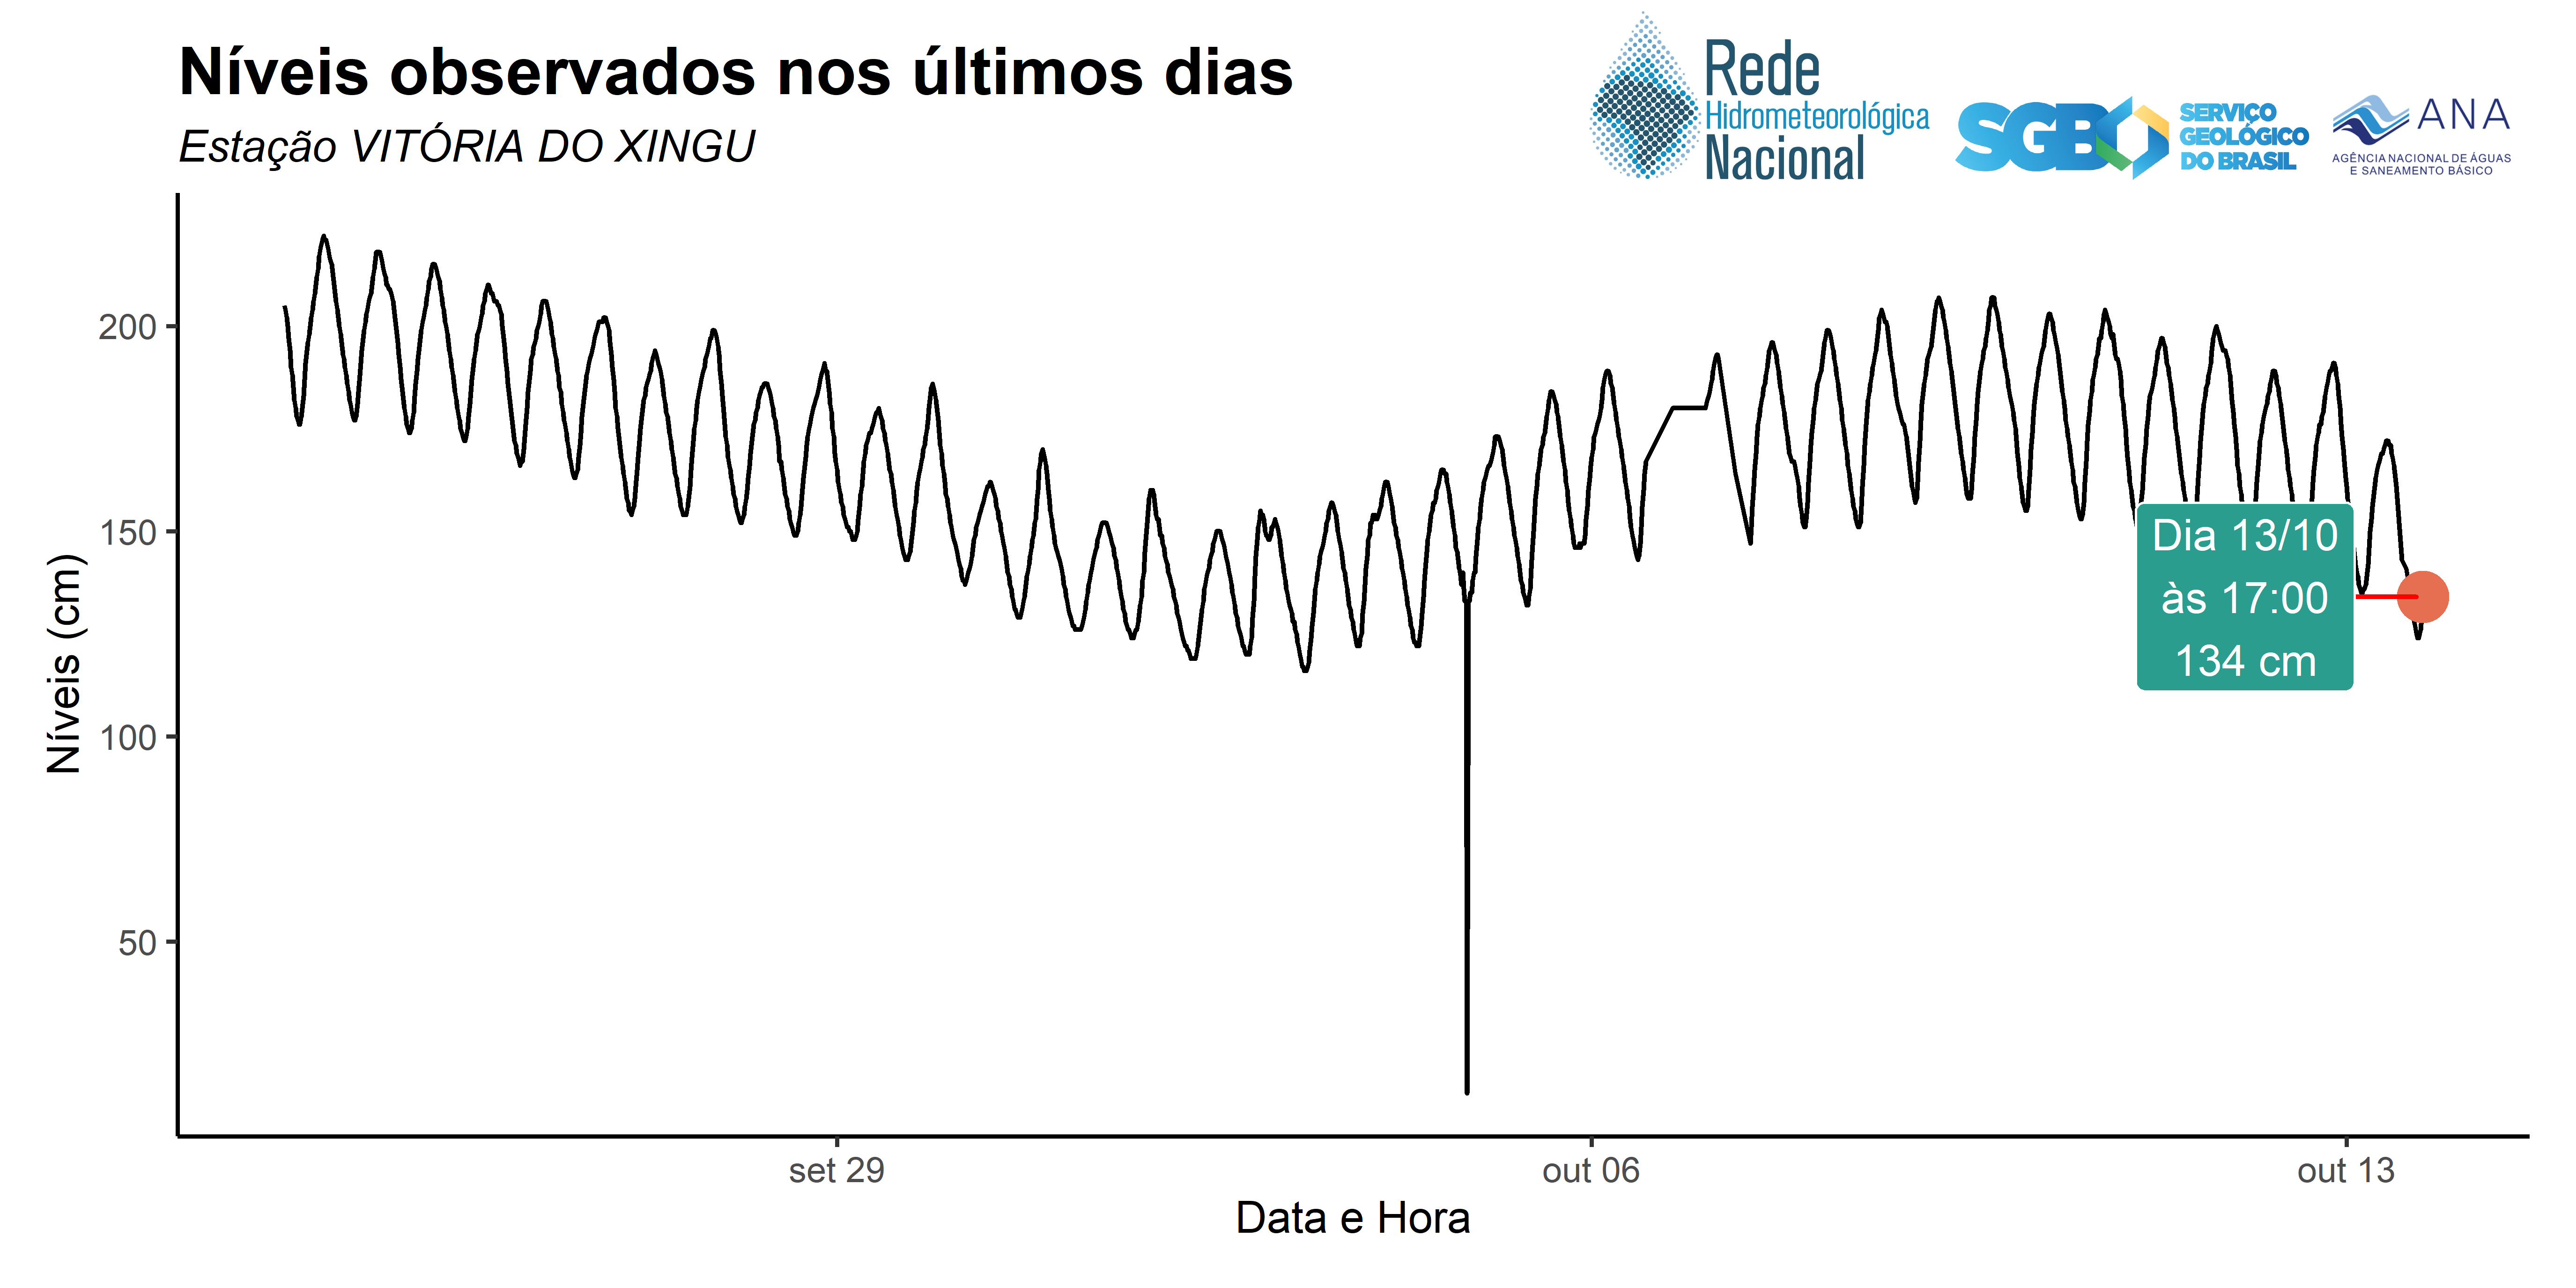 Níveis observados nos últimos dias
Estação VITÓRIA DO XINGU
Rede
Hidrometeorológica
Nacional
SGB
SERVIÇO
GEOLÓGICO
DO BRASIL
ANA
AGÊNCIA NACIONAL DE ÁGUAS
E SANEAMENTO BÁSICO
Níveis (cm)
200
150
100
50
Dia 13/10
às 17:00
134 cm
set 29
out 06
out 13
Data e Hora